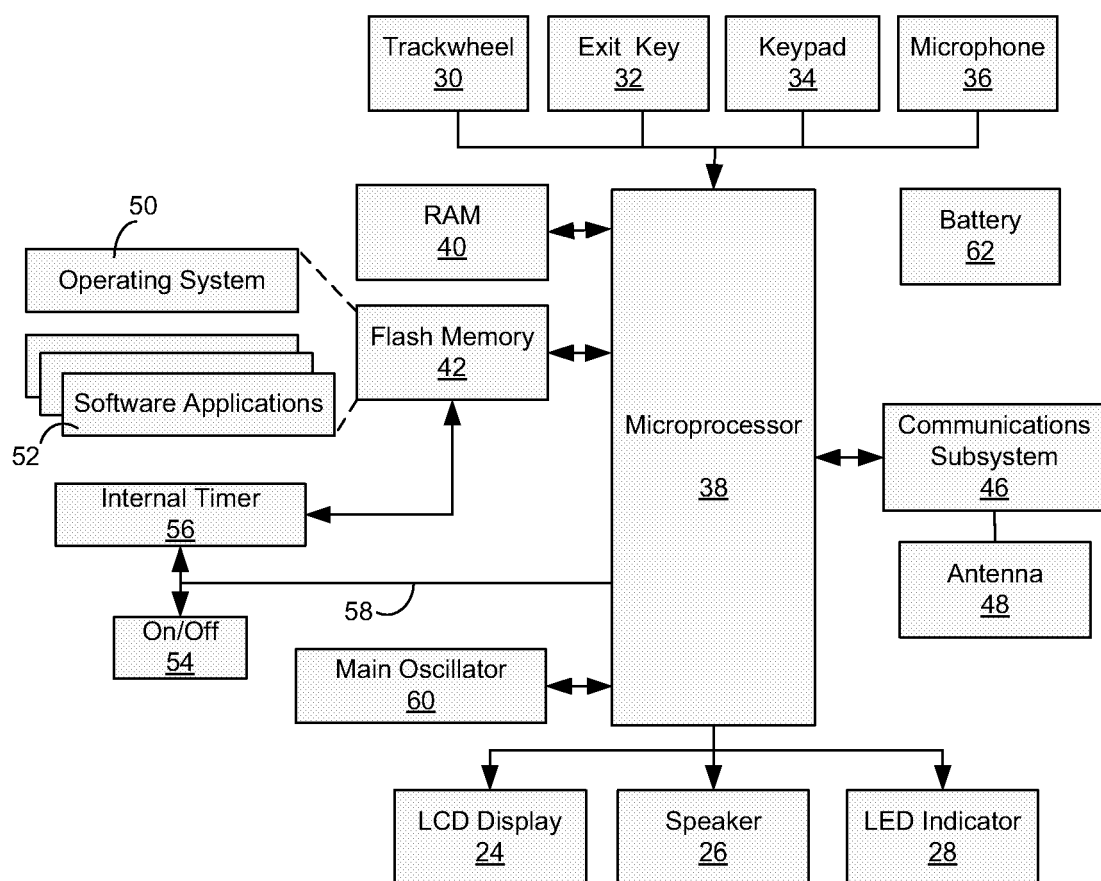 Trackwheel
30
Exit Key
32
Keypad
34
Microphone
36
RAM
40
Battery
62
50
Operating System
Flash Memory
42
Software Applications
52
Microprocessor
38
Communications
Subsystem
46
Internal Timer
56
Antenna
48
58
On/Off
54
Main Oscillator
60
LCD Display
24
Speaker
26
LED Indicator
28